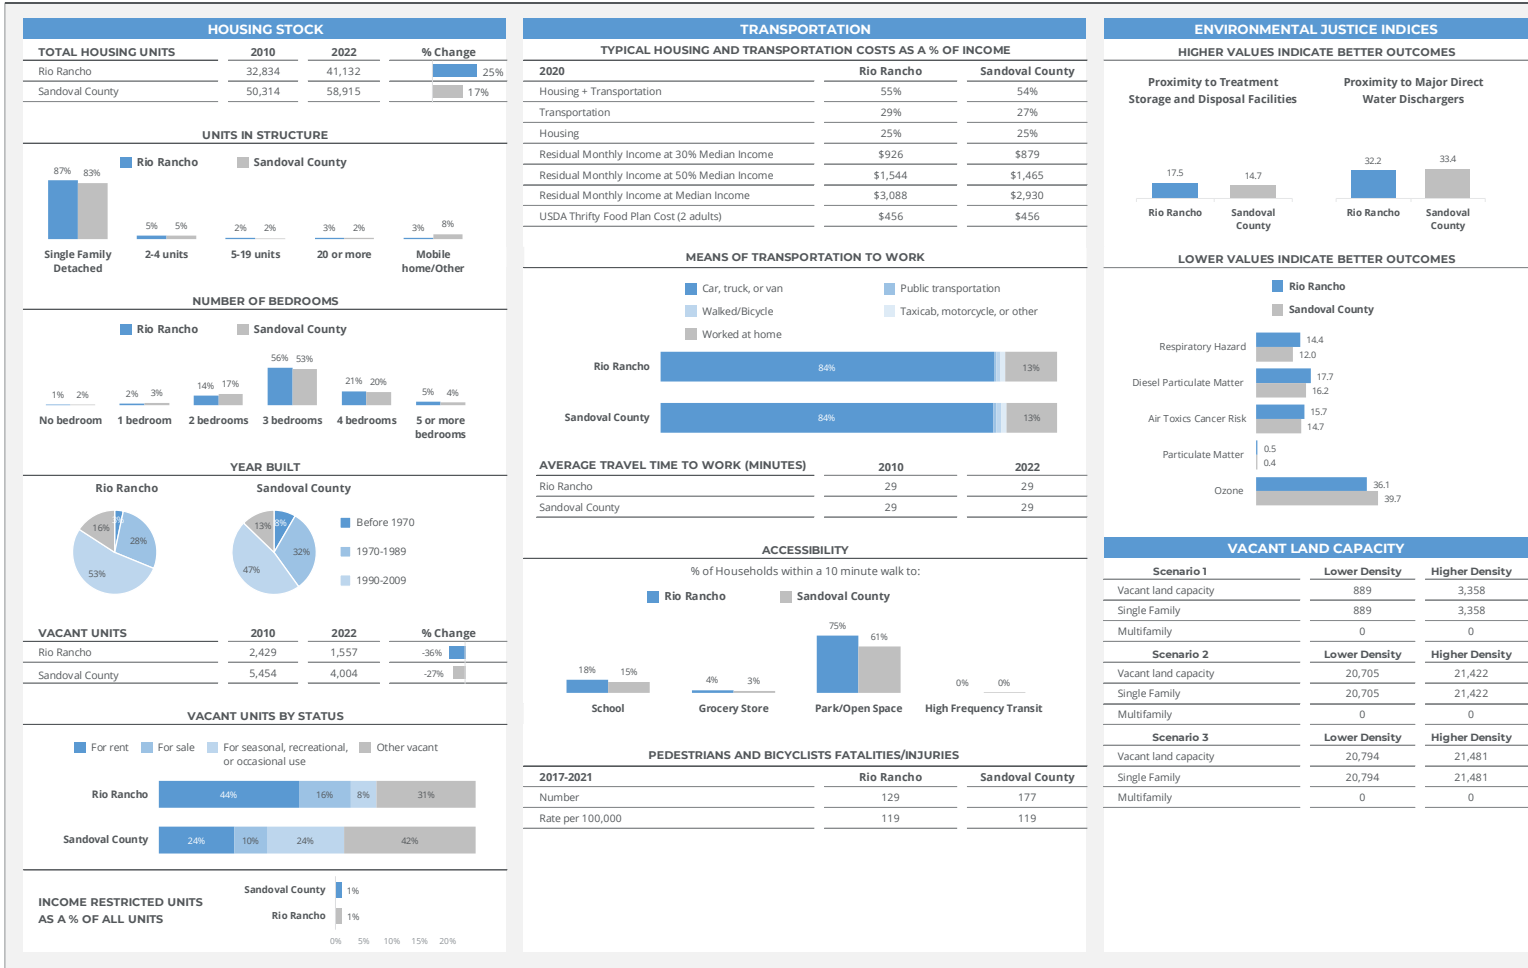 HOUSING STOCK
TOTAL HOUSING UNITS 2010 2022 % Change
Rio Rancho 32,834 41,132 25%
Sandoval County 50,314 58,915 17%
UNITS IN STRUCTURE
Rio Rancho Sandoval County
87% 83% 5% 5% 2% 2% 3% 2% 3% 8%
Single Family Detached 2-4 units 5-19 units 20 or more Mobile home/Other
NUMBER OF BEDROOMS
Rio Rancho Sandoval County
1% 2% 2% 3% 14% 17% 56% 53% 21% 20% 5% 4%
No bedroom 1 bedroom 2 bedrooms 3 bedrooms 4 bedrooms 5 or more bedrooms
YEAR BUILT
Rio Rancho Sandoval County
16% 28% 53%
13% 8% 32% 47%
Before 1970
1970-1989
1990-2009
VACANT UNITS 2010 2022 % Change
Rio Rancho 2,429 1,557 -36%
Sandoval County 5,454 4,004 -27%
VACANT UNITS BY STATUS
For rent For sale For seasonal, recreational, or occasional use Other vacant
Rio Rancho 44% 16% 8% 31%
Sandoval County 24% 10% 24% 42%
INCOME RESTRICTED UNITS
AS A % OF ALL UNITS
Sandoval County 1%
Rio Rancho 1%
0% 5% 10% 15% 20%
TRANSPORTATION
TYPICAL HOUSING AND TRANSPORTATION COSTS AS A % OF INCOME
2020 Rio Rancho Sandoval County
Housing + Transportation 55% 54%
Transportation 29% 27%
Housing 25% 25%
Residual Monthly Income at 30% Median Income $926 $879
Residual Monthly Income at 50% Median Income $1,544 $1,465
Residual Monthly Income at Median Income $3,088 $2,930
USDA Thrifty Food Plan Cost (2 adults) $456 $456
MEANS OF TRANSPORTATION TO WORK
Car, truck, or van Public transportation
Walked/Bicycle Taxicab, motorcycle, or other
Worked at home
Rio Rancho 84% 13%
Sandoval County 84% 13%
AVERAGE TRAVEL TIME TO WORK (MINUTES) 2010 2022
Rio Rancho 29 29
Sandoval County 29 29
ACCESSIBILITY
% of Households within a 10 minute walk to:
Rio Rancho Sandoval County
18% 15% 4% 3% 75% 61% 0% 0%
School Grocery Store Park/Open Space High Frequency Transit
PEDESTRIANS AND BICYCLISTS FATALITIES/INJURIES
2017-2021 Rio Rancho Sandoval County
Number 129 177
Rate per 100,000 119 119
ENVIRONMENTAL JUSTICE INDICES
HIGHER VALUES INDICATE BETTER OUTCOMES
Proximity to Treatment Storage and Disposal Facilities
17.5 14.7
Rio Rancho Sandoval County
Proximity to Major Direct Water Dischargers
32.2 33.4
Rio Rancho Sandoval County
LOWER VALUES INDICATE BETTER OUTCOMES
Rio Rancho
Sandoval County
Respiratory Hazard 14.4 12.0
Diesel Particulate Matter 17.7 16.2
Air Toxics Cancer Risk 15.7 14.7
Particulate Matter 0.5 0.4
Ozone 36.1 39.7
VACANT LAND CAPACITY
Scenario 1 Lower Density Higher Density
Vacant land capacity 889 3,358
Single Family 889 3,358
Multifamily 0 0
Scenario 2 Lower Density Higher Density
Vacant land capacity 20,705 21,422
Single Family 20,705 21,422
Multifamily 0 0
Scenario 3 Lower Density Higher Density
Vacant land capacity 20,794 21,481
Single Family 20,794 21,481
Multifamily 0 0